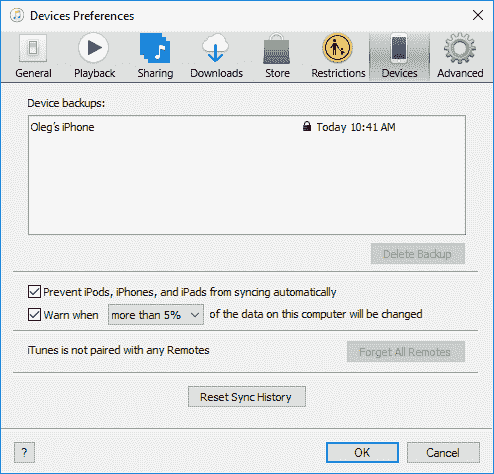 Devices Preferences
General Playback Sharing Downloads Store Restrictions Devices Advanced
Device backups:
Oleg's iPhone Today 10:41 AM
Delete Backup
Prevent iPods, iPhones, and iPads from syncing automatically
Warn when more than 5% of the data on this computer will be changed
iTunes is not paired with any Remotes Forget All Remotes
Reset Sync History
? OK Cancel